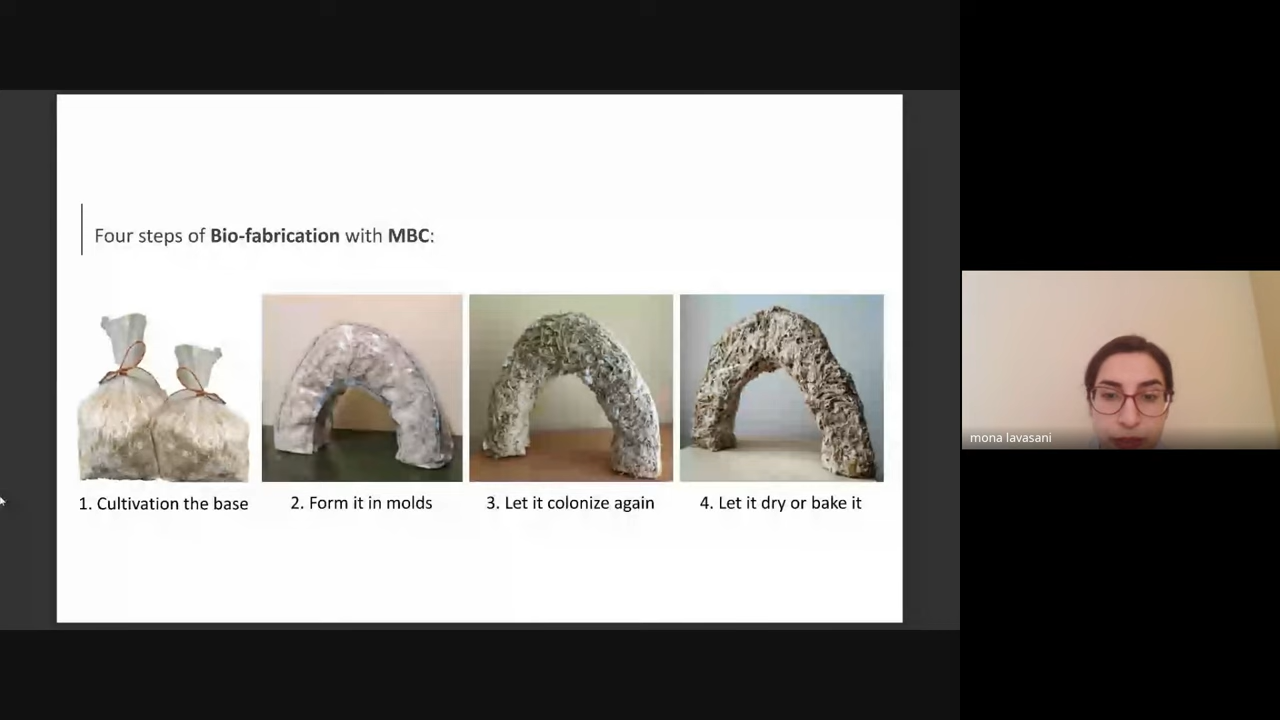 Four steps of Bio-fabrication with MBC:
1. Cultivation the base
2. Form it in molds
3. Let it colonize again
4. Let it dry or bake it
mona lavasani